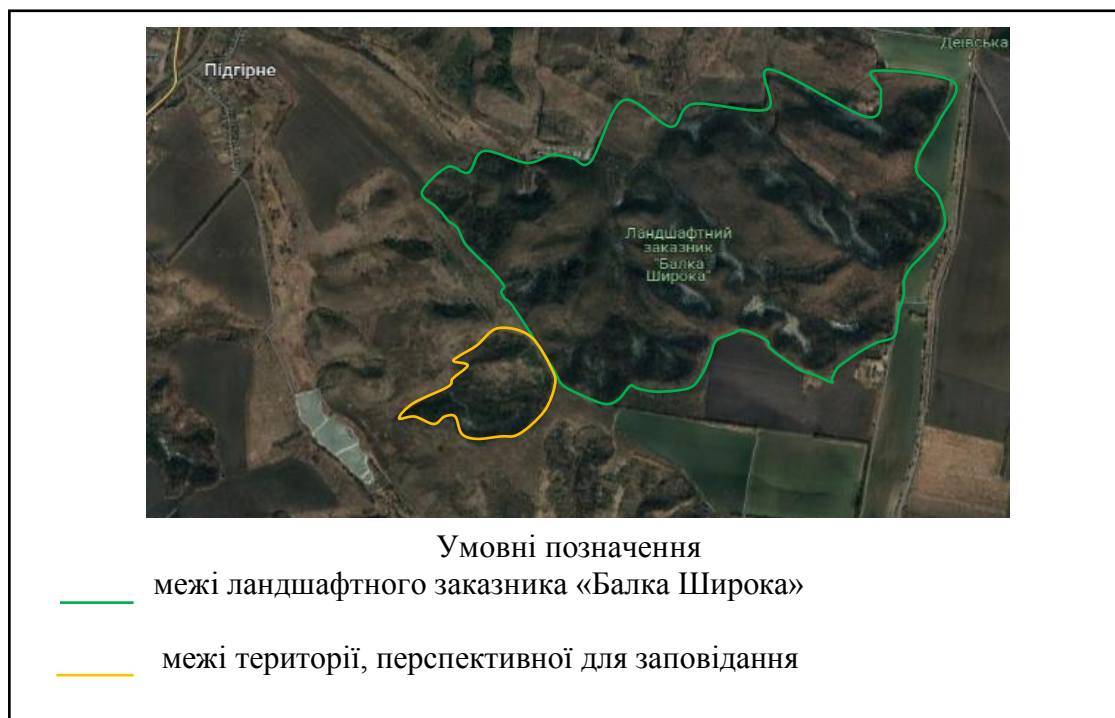 Деївська
Підгірне
Ландшафтний
заказник
"Балка
Широка"
Умовні позначення
межі ландшафтного заказника «Балка Широка»
межі території, перспективної для заповідання